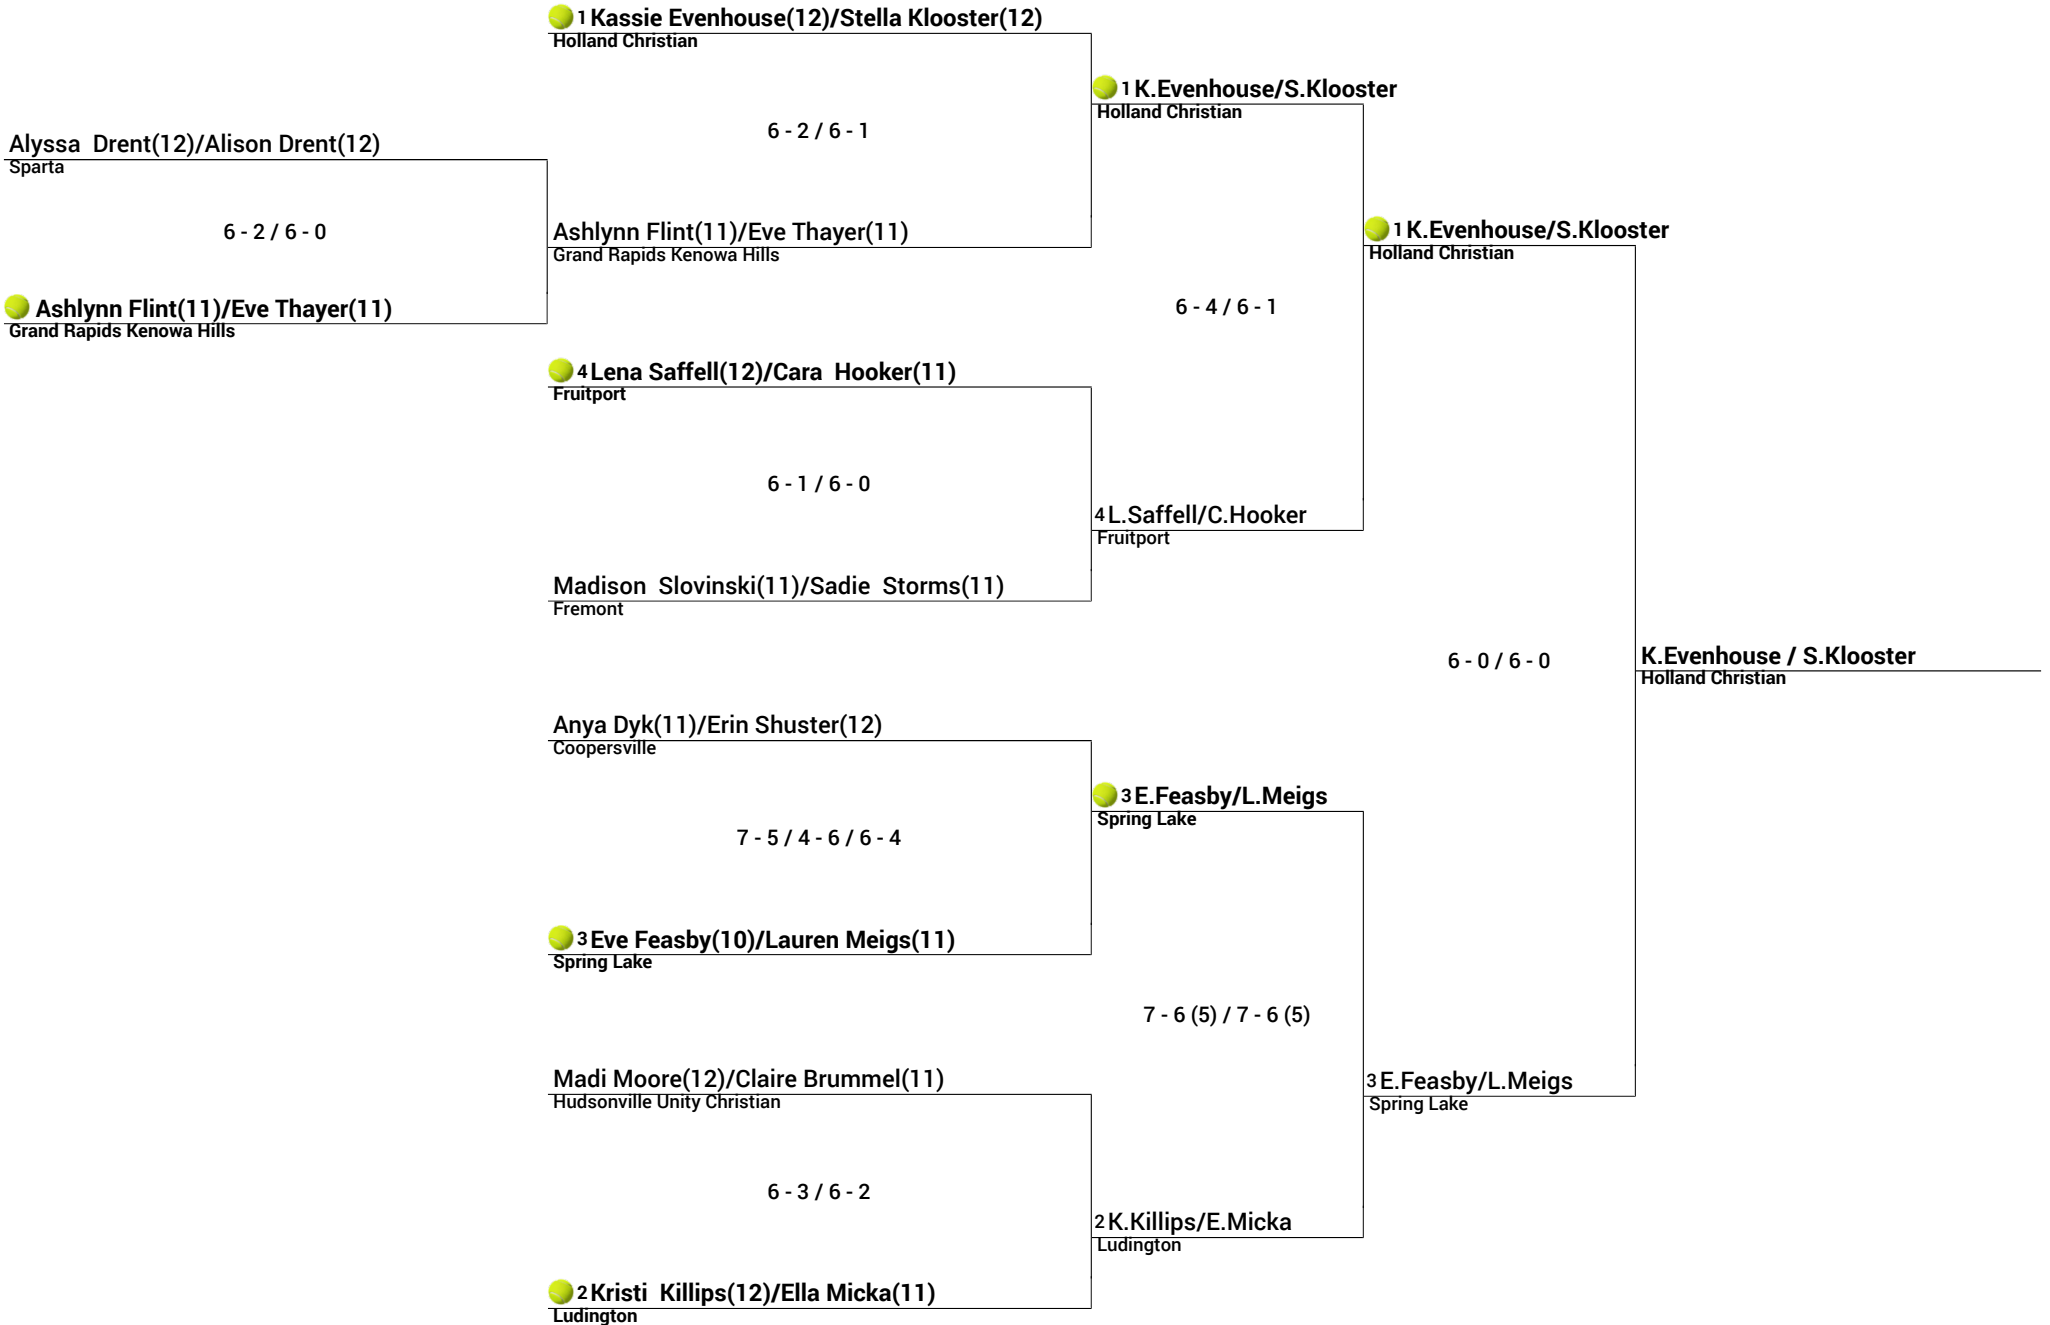 1 Kassie Evenhouse(12)/Stella Klooster(12)
Holland Christian
1 K.Evenhouse/S.Klooster
Holland Christian
6 - 2 / 6 - 1
Alyssa  Drent(12)/Alison Drent(12)
Sparta
6 - 2 / 6 - 0
Ashlynn Flint(11)/Eve Thayer(11)
Grand Rapids Kenowa Hills
1 K.Evenhouse/S.Klooster
Holland Christian
Ashlynn Flint(11)/Eve Thayer(11)
Grand Rapids Kenowa Hills
6 - 4 / 6 - 1
4 Lena Saffell(12)/Cara  Hooker(11)
Fruitport
6 - 1 / 6 - 0
4 L.Saffell/C.Hooker
Fruitport
Madison  Slovinski(11)/Sadie  Storms(11)
Fremont
6 - 0 / 6 - 0
K.Evenhouse / S.Klooster
Holland Christian
Anya Dyk(11)/Erin Shuster(12)
Coopersville
3 E.Feasby/L.Meigs
Spring Lake
7 - 5 / 4 - 6 / 6 - 4
3 Eve Feasby(10)/Lauren Meigs(11)
Spring Lake
7 - 6 (5) / 7 - 6 (5)
Madi Moore(12)/Claire Brummel(11)
Hudsonville Unity Christian
3 E.Feasby/L.Meigs
Spring Lake
6 - 3 / 6 - 2
2 K.Killips/E.Micka
Ludington
2 Kristi  Killips(12)/Ella Micka(11)
Ludington